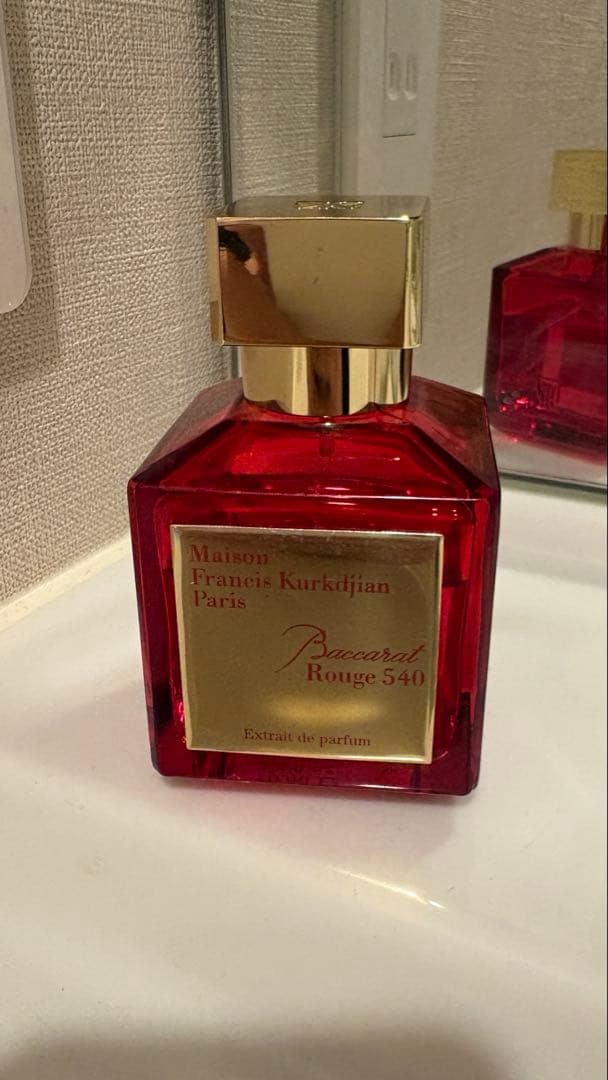 Maison
Francis Kurkdjian
Paris
Baccarat
Rouge 540
Extrait de parfum